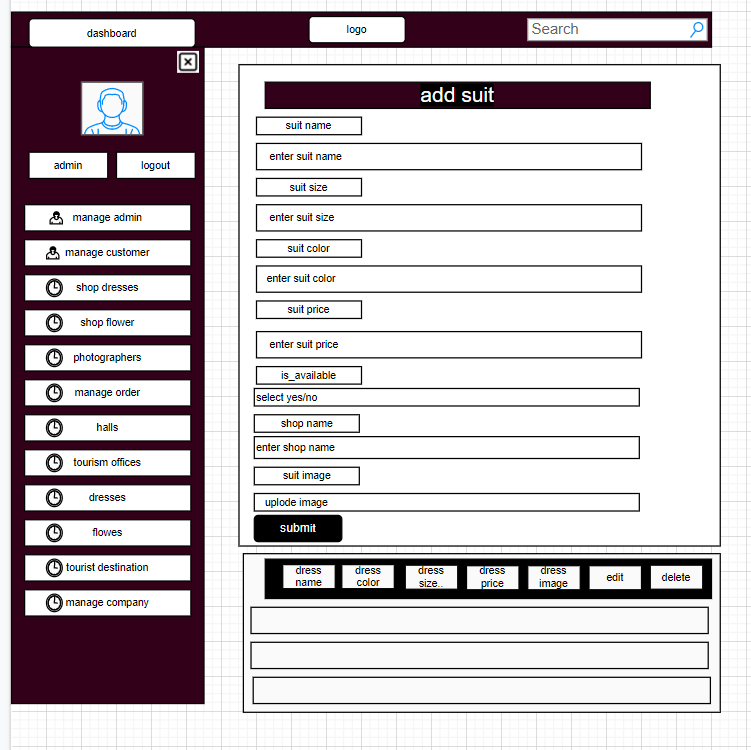 dashboard
logo
Search
admin
logout
manage admin
manage customer
shop dresses
shop flower
photographers
manage order
halls
tourism offices
dresses
flowes
tourist destination
manage company
add suit
suit name
enter suit name
suit size
enter suit size
suit color
enter suit color
suit price
enter suit price
is_available
select yes/no
shop name
enter shop name
suit image
uplode image
submit
dress
name
dress
color
dress
size..
dress
price
dress
image
edit
delete